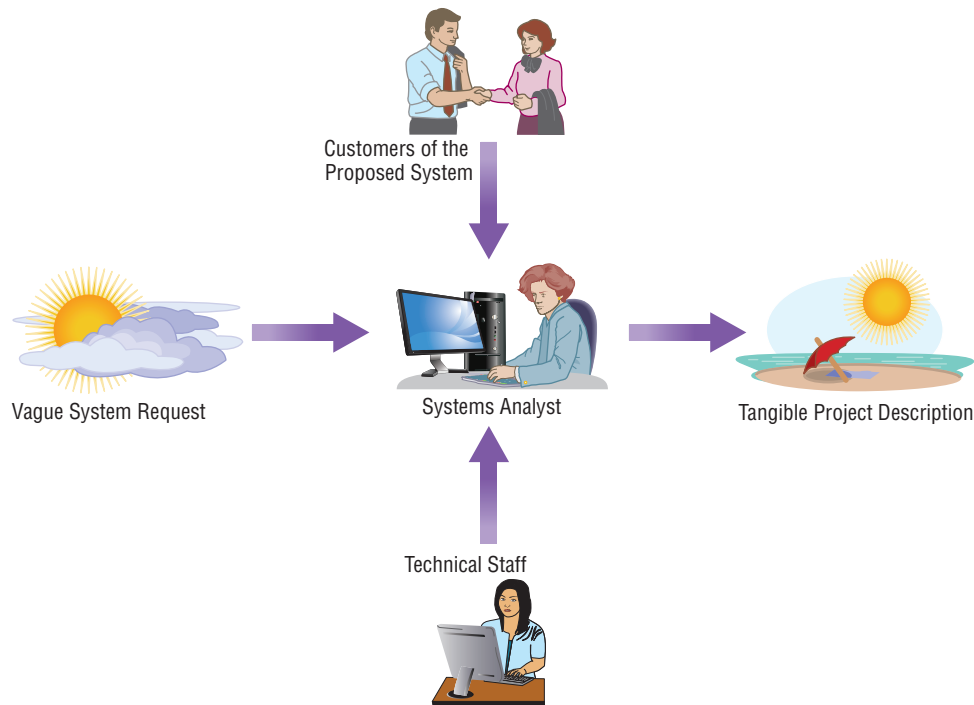 Customers of the
Proposed System
Vague System Request
Systems Analyst
Tangible Project Description
Technical Staff